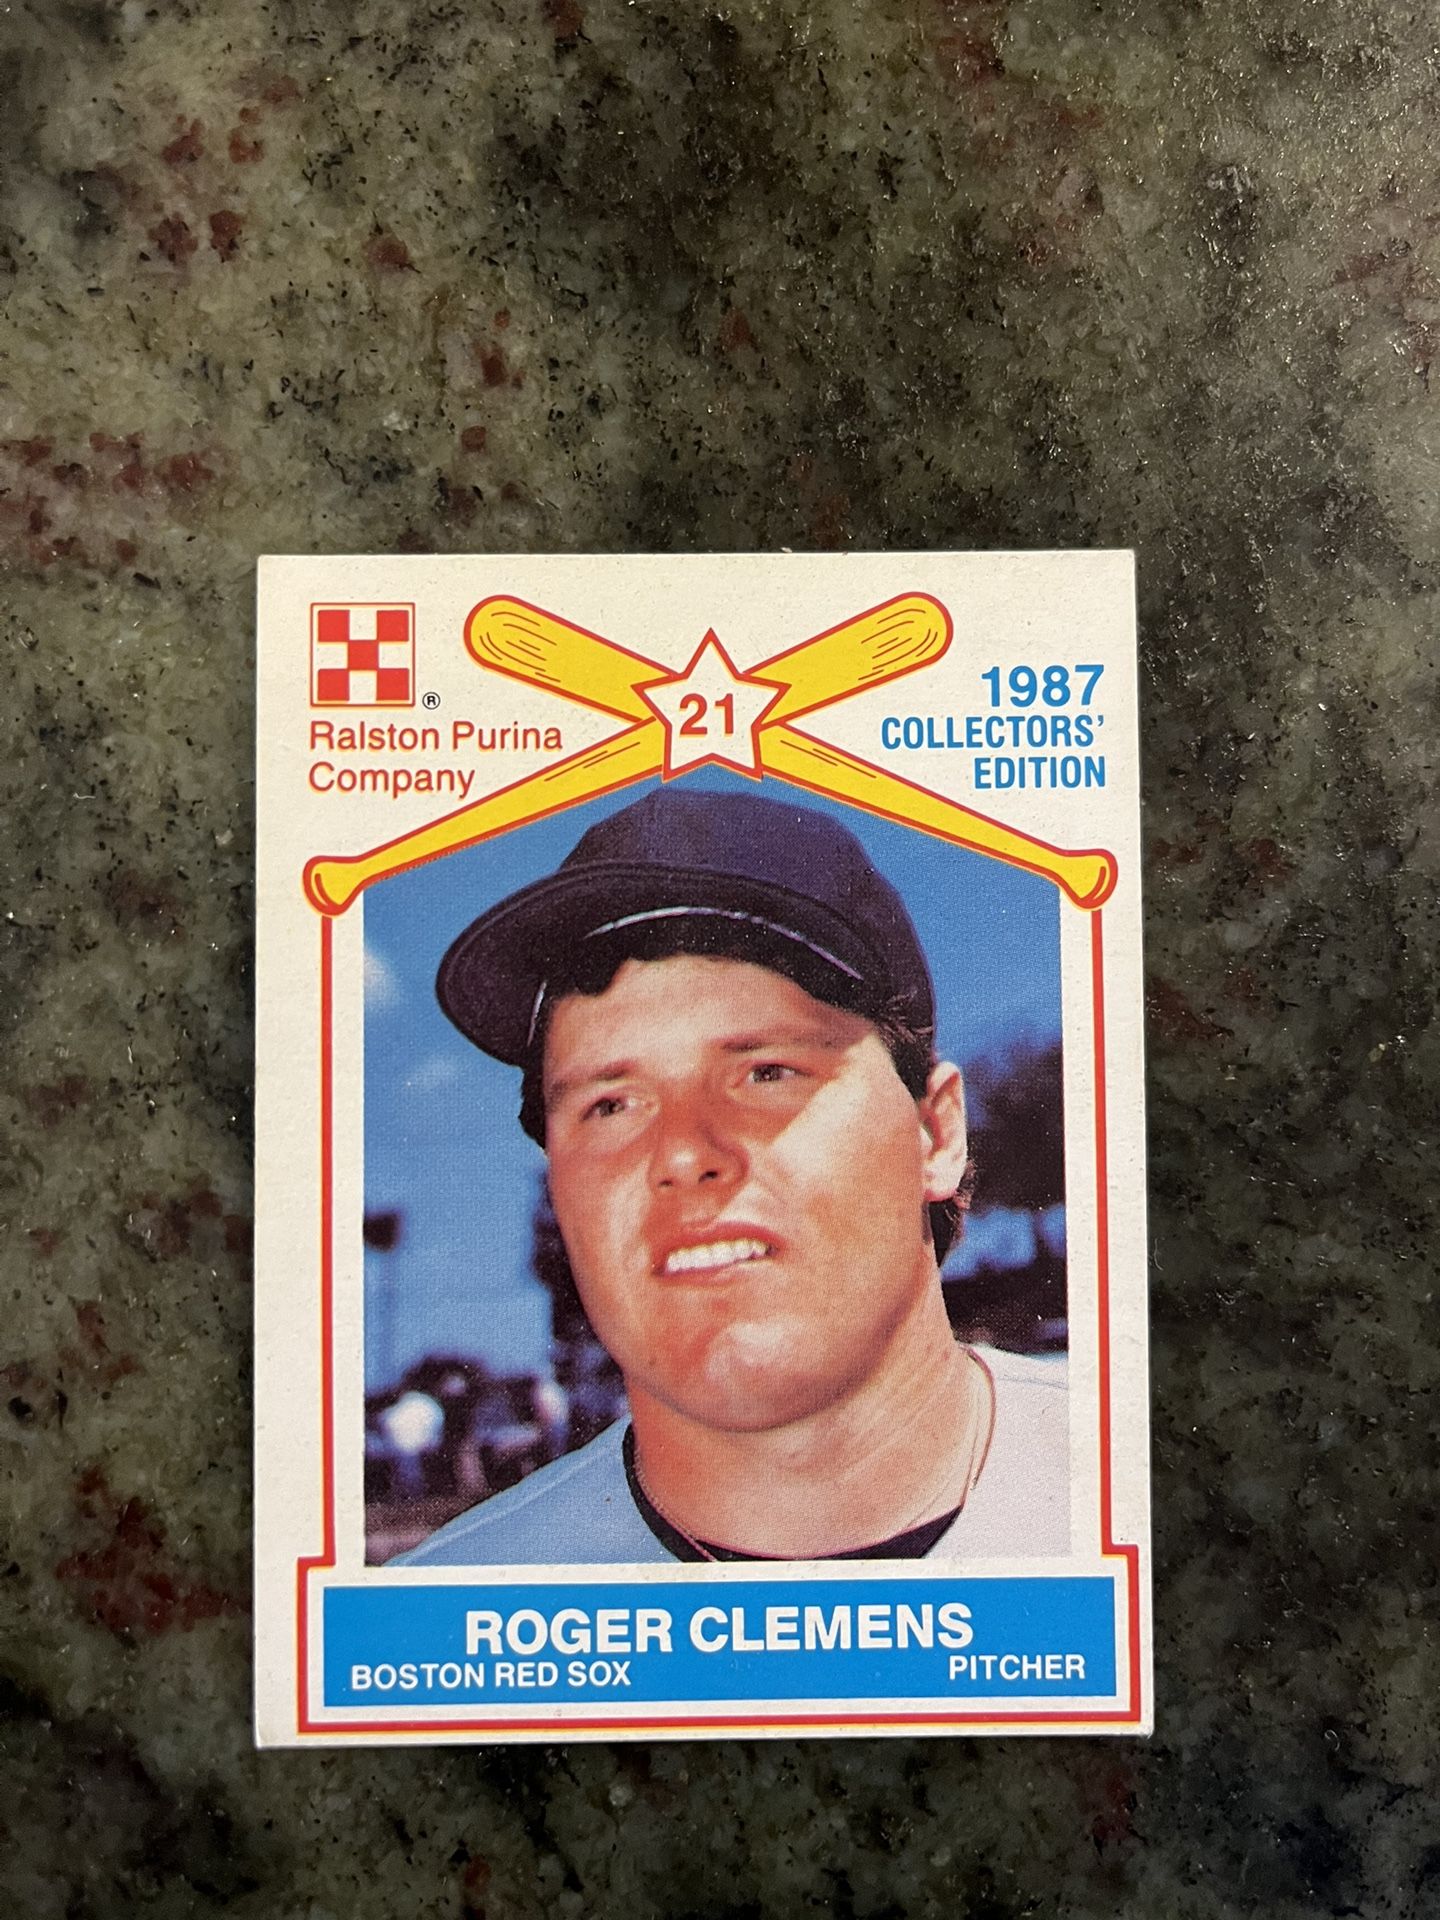 21
®
Ralston Purina
Company
1987
COLLECTORS'
EDITION
ROGER CLEMENS
BOSTON RED SOX
PITCHER